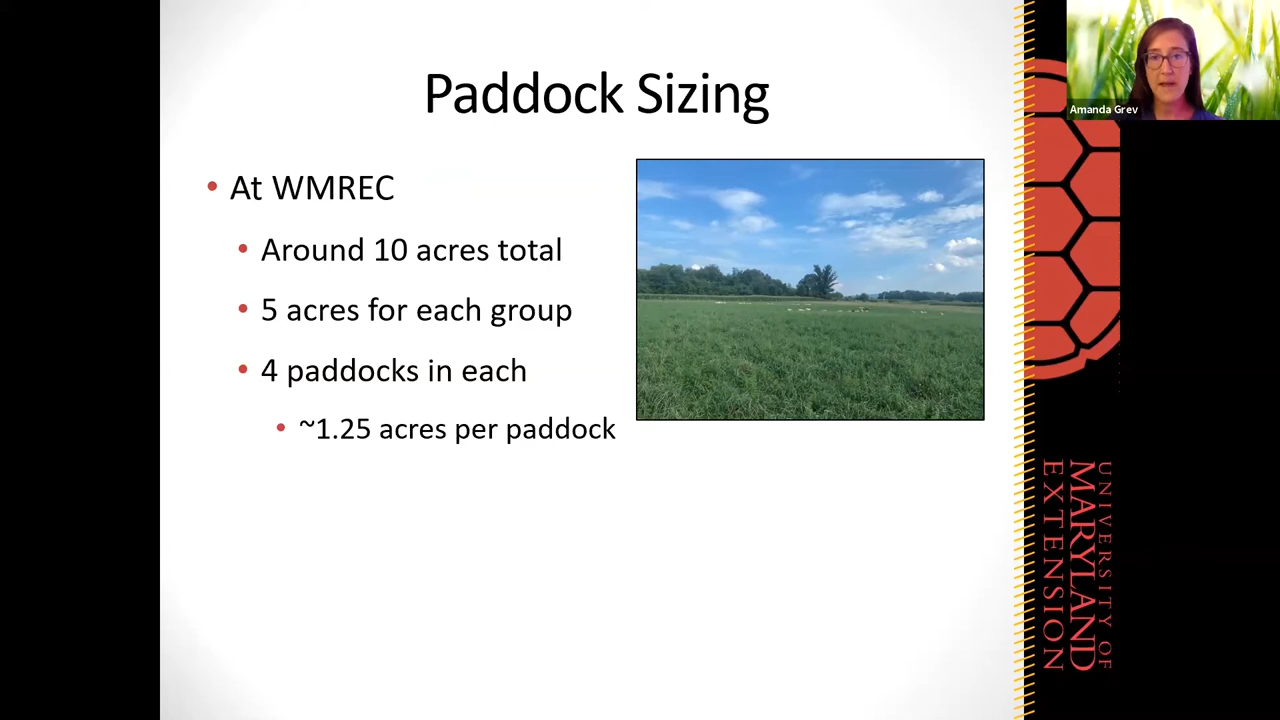 Paddock Sizing
• At WMREC
• Around 10 acres total
• 5 acres for each group
• 4 paddocks in each
• ~1.25 acres per paddock
Amanda Grev
UNIVERSITY OF
MARYLAND
EXTENSION